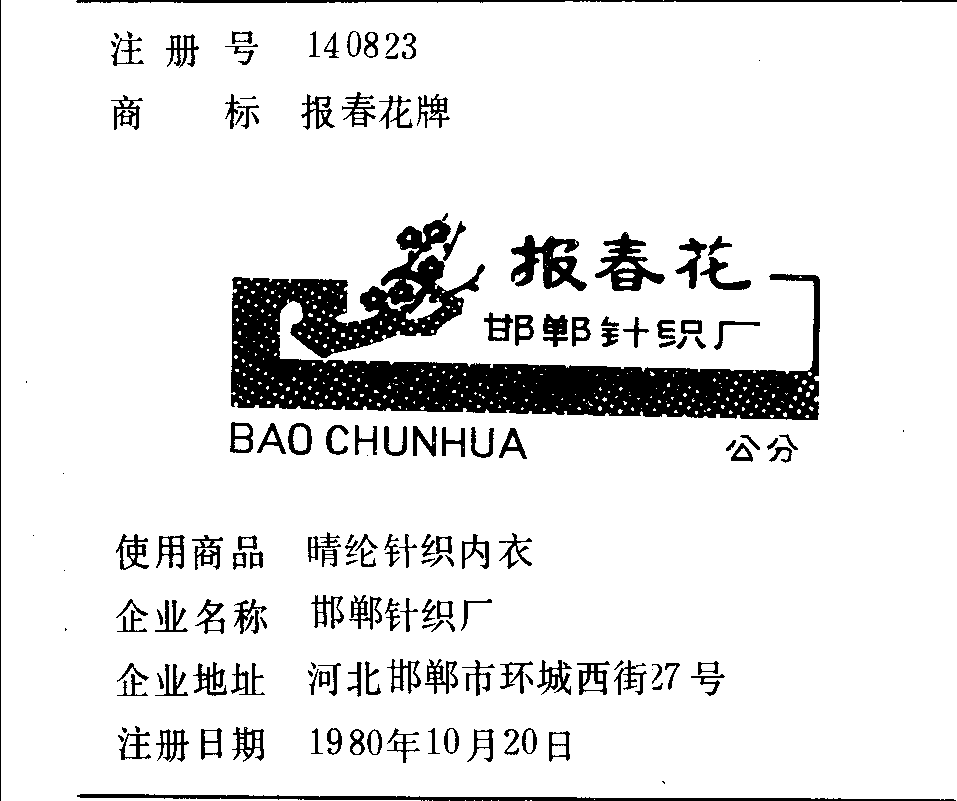 注册号 140823
商标 报春花牌
报春花
邯郸针织厂
BAO CHUNHUA 公分
使用商品 晴纶针织内衣
企业名称 邯郸针织厂
企业地址 河北邯郸市环城西街27号
注册日期 1980年10月20日